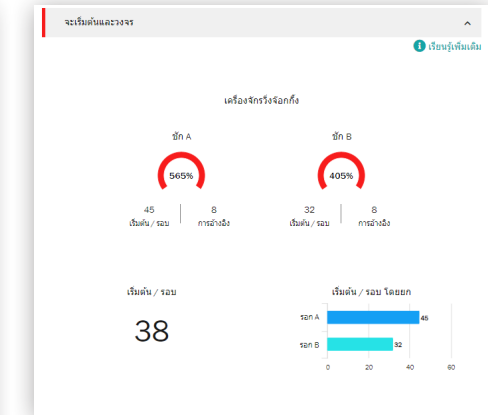 จะเริ่มต้นและวงจร
เรียนรู้เพิ่มเติม
เครื่องจักรวิ่งจ๊อกกิ้ง
ชัก A
ชัก B
565%
405%
45
8
32
8
เริ่มต้น / รอบ
การอ้างอิง
เริ่มต้น / รอบ
การอ้างอิง
เริ่มต้น / รอบ
เริ่มต้น / รอบ โดยยก
38
รอก A
45
รอก B
32
0 20 40 60